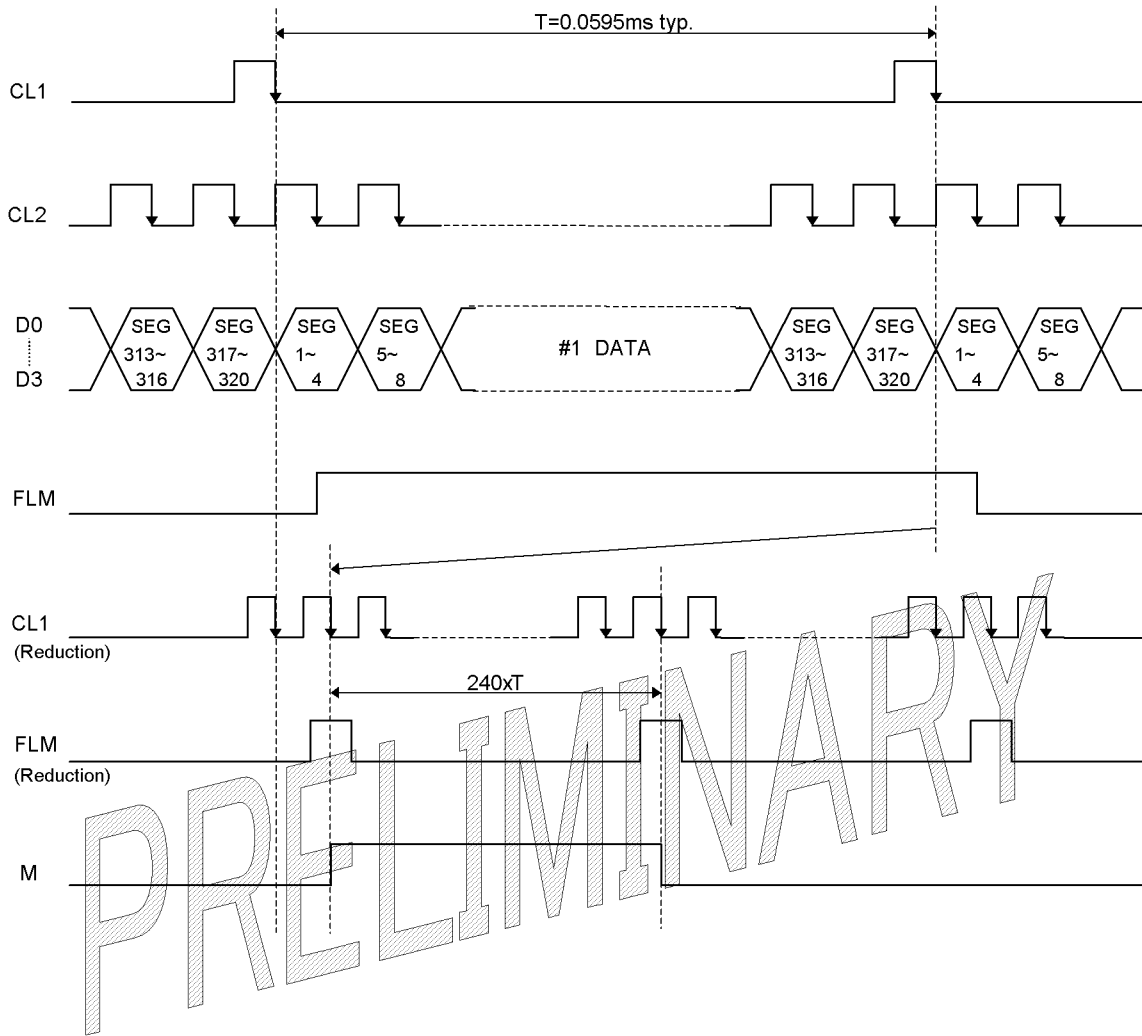 T=0.0595ms typ.
CL1
CL2
D0
D3
SEG
313~
316
SEG
317~
320
SEG
1~
4
SEG
5~
8
#1 DATA
SEG
313~
316
SEG
317~
320
SEG
1~
4
SEG
5~
8
FLM
CL1
(Reduction)
240xT
FLM
(Reduction)
M
PRELIMINARY